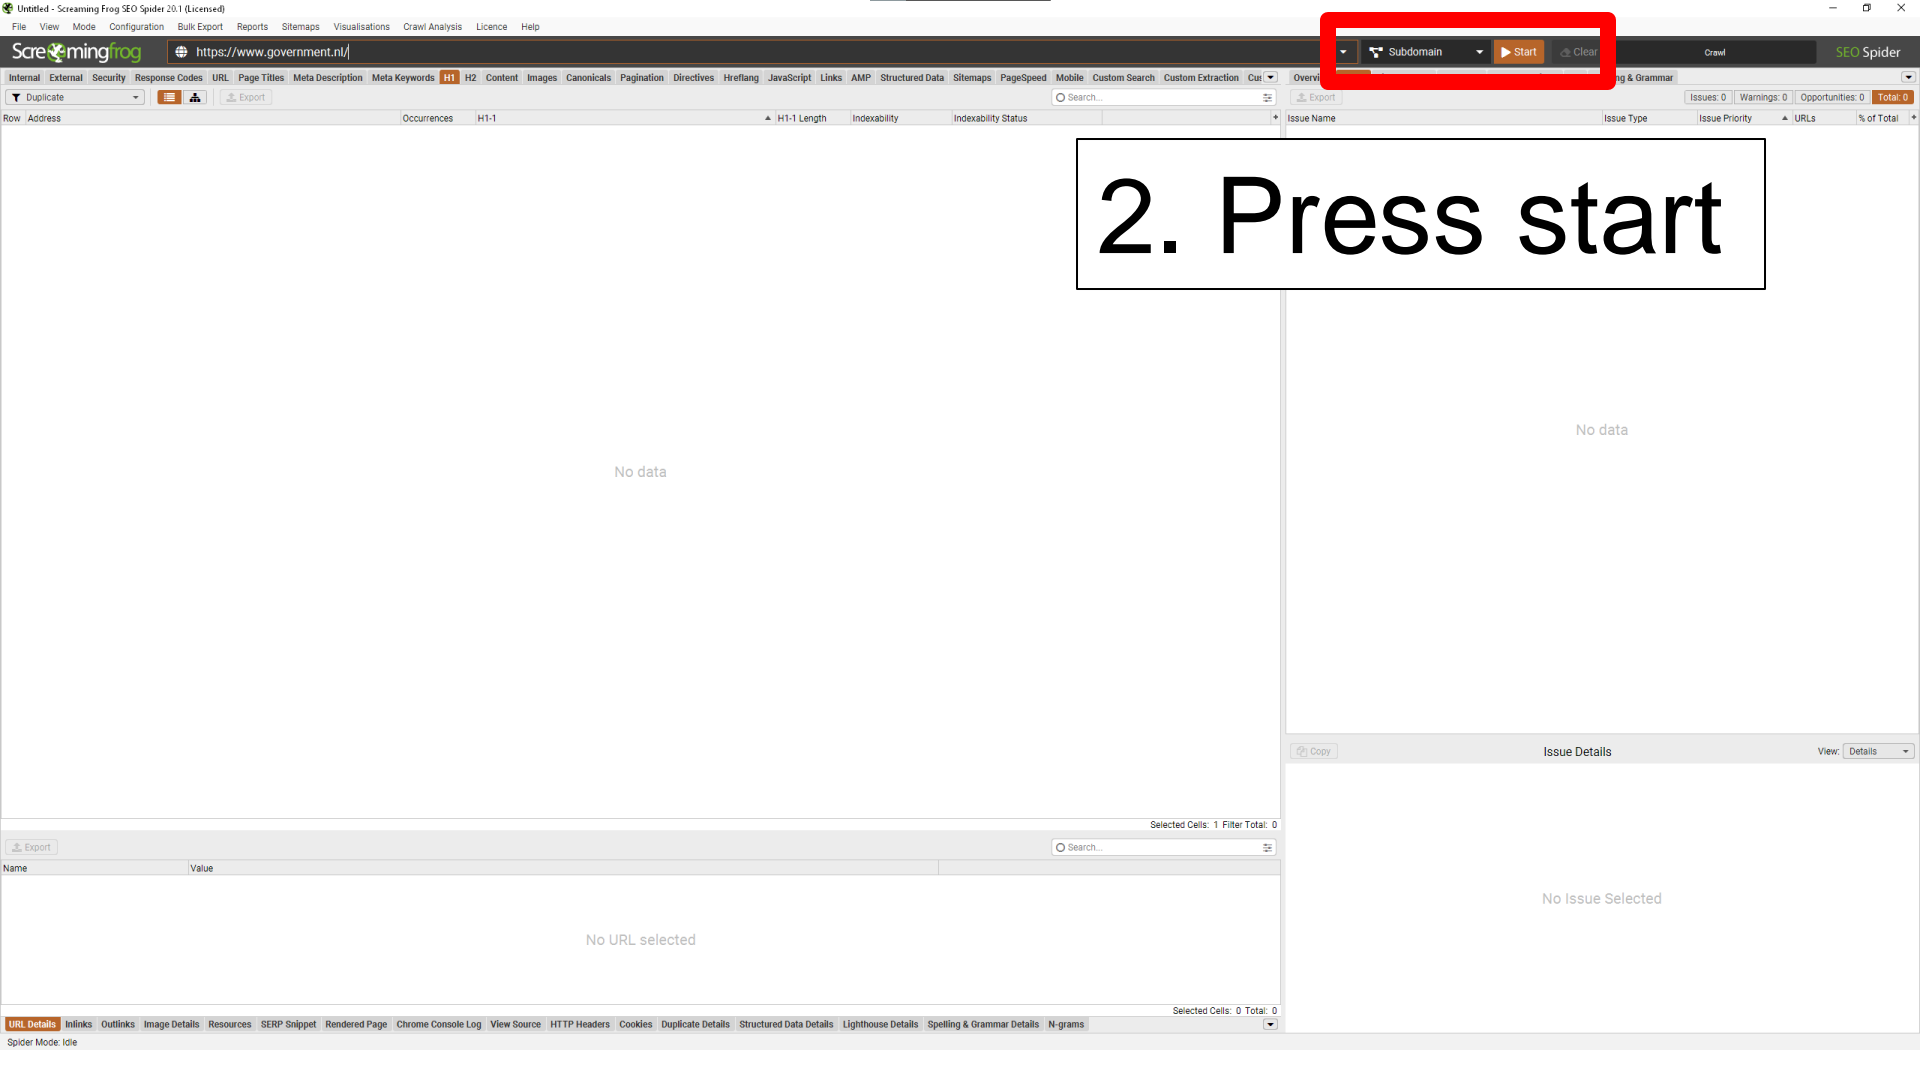 Untitled - Screaming Frog SEO Spider 20.1 (Licensed)
File View Mode Configuration Bulk Export Reports Sitemaps Visualisations Crawl Analysis Licence Help
Screamingfrog https://www.government.nl/ Subdomain Start Clear Crawl SEO Spider
Internal External Security Response Codes URL Page Titles Meta Description Meta Keywords H1 H2 Content Images Canonicals Pagination Directives Hreflang JavaScript Links AMP Structured Data Sitemaps PageSpeed Mobile Custom Search Custom Extraction & Grammar
Duplicate Export Search... Export Issues: 0 Warnings: 0 Opportunities: 0 Total: 0
Row Address Occurrences H1-1 H1-1 Length Indexability Indexability Status + Issue Name Issue Type Issue Priority URLs % of Total +
2. Press start
No data
No data
Copy Issue Details View: Details
Selected Cells: 1 Filter Total: 0
Export Search...
Name Value
No Issue Selected
No URL selected
Selected Cells: 0 Total: 0
URL Details Inlinks Outlinks Image Details Resources SERP Snippet Rendered Page Chrome Console Log View Source HTTP Headers Cookies Duplicate Details Structured Data Details Lighthouse Details Spelling & Grammar Details N-grams
Spider Mode: Idle